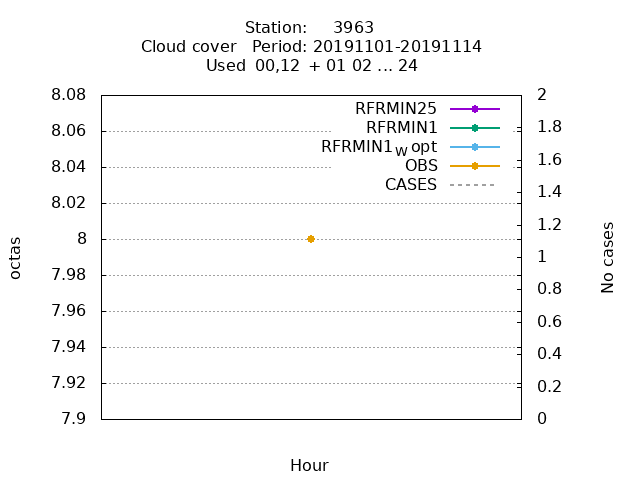 Station: 3963
Cloud cover Period: 20191101-20191114
Used 00,12 + 01 02 ... 24
8.08
8.06
8.04
8.02
8
7.98
7.96
7.94
7.92
7.9
octas
RFRMIN25
RFRMIN1
RFRMIN1w opt
OBS
CASES
2
1.8
1.6
1.4
1.2
1
0.8
0.6
0.4
0.2
0
No cases
Hour